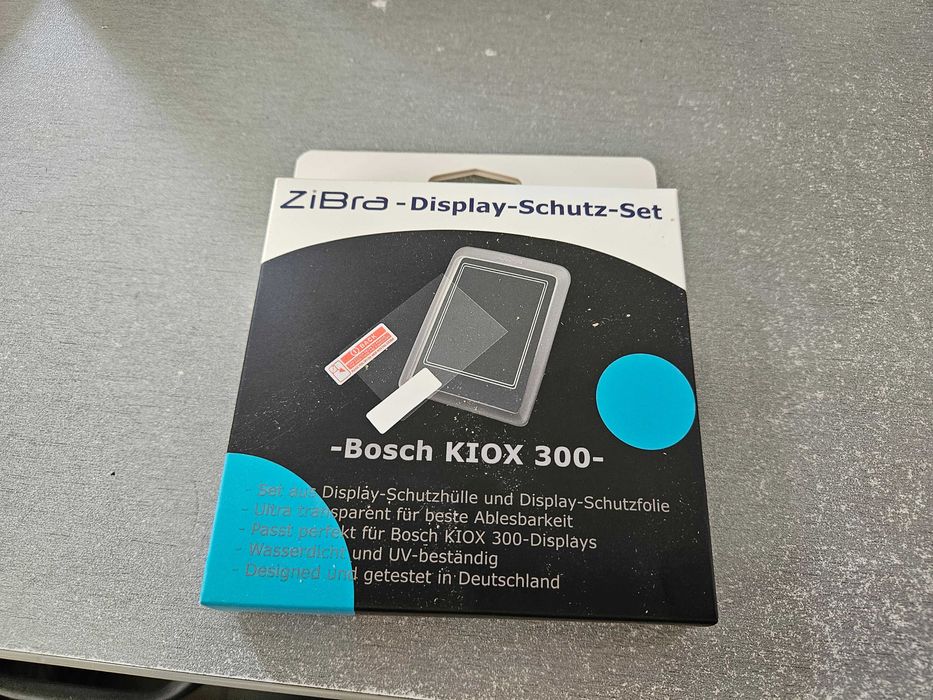 ZiBra -Display-Schutz-Set
BACK
-Bosch KIOX 300-
- Set aus Display-Schutzhülle und Display-Schutzfolie
- Ultra transparent für beste Ablesbarkeit
- Passt perfekt für Bosch KIOX 300-Displays
- Wasserdicht und UV-beständig
- Designed und getestet in Deutschland